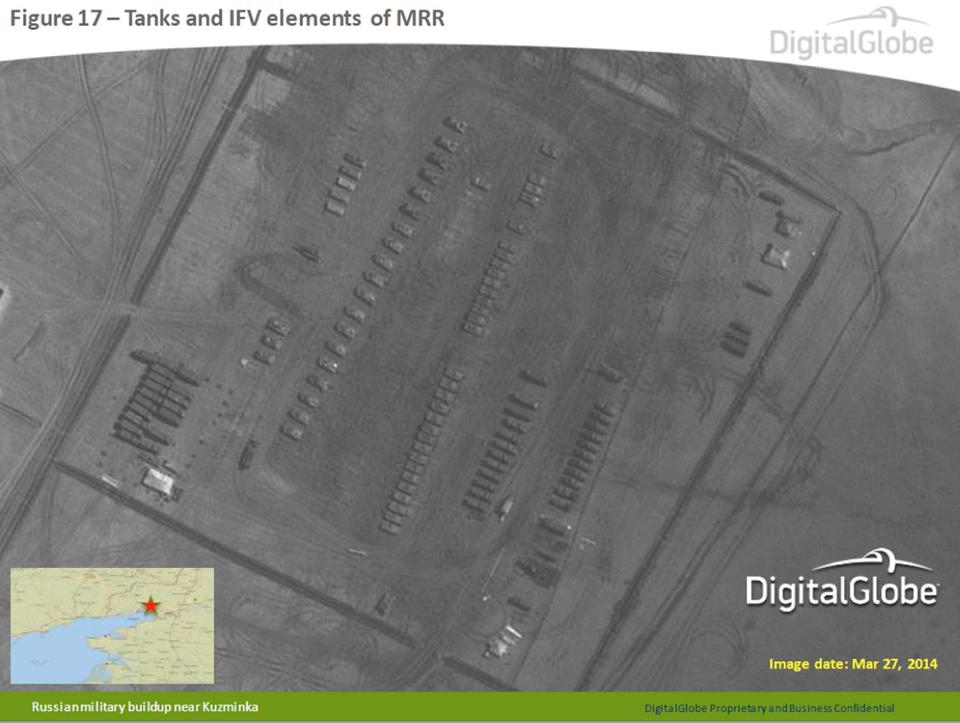 Figure 17 – Tanks and IFV elements of MRR
DigitalGlobe
DigitalGlobe
Image date: Mar 27, 2014
Russian military buildup near Kuzminka
DigitalGlobe Proprietary and Business Confidential